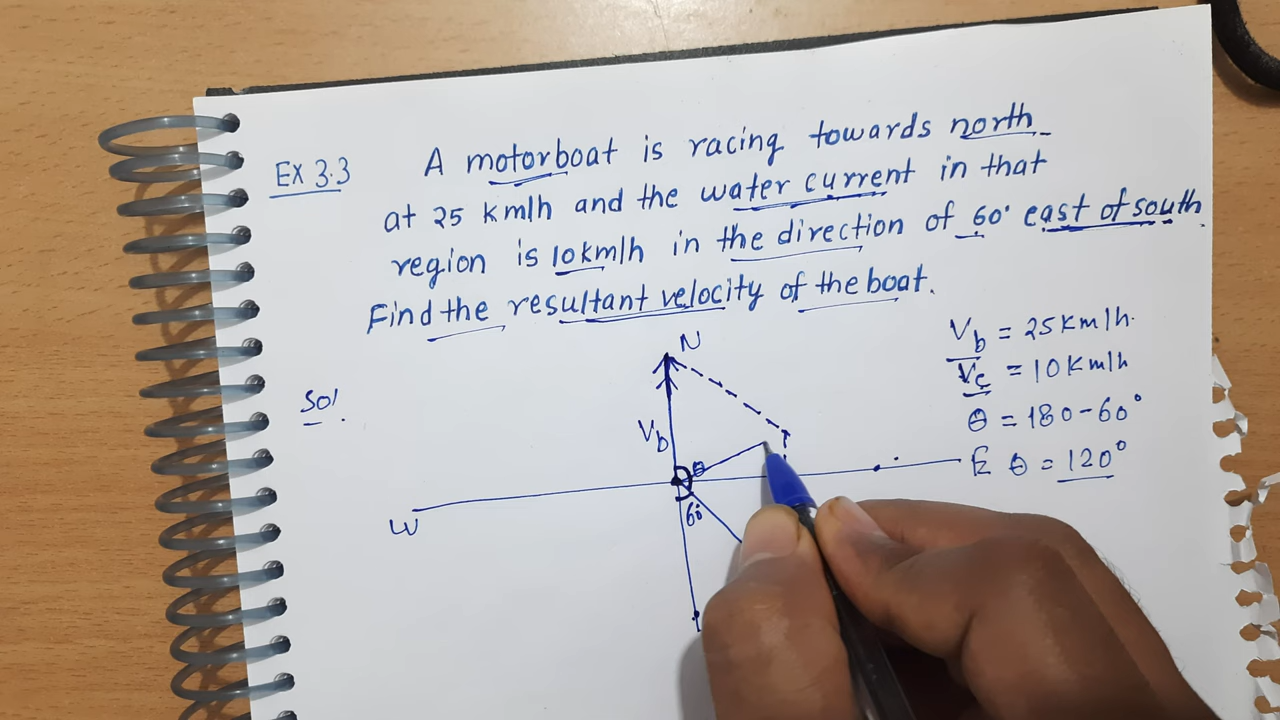 Ex 3.3 A motorboat is racing towards north
at 25 km/h and the water current in that
region is 10km/h in the direction of 60° east of south.
Find the resultant velocity of the boat.
Sol.
N
Vb
θ
60°
W
E
Vb = 25 Km/h.
Vc = 10 Km/h
θ = 180-60°
θ = 120°